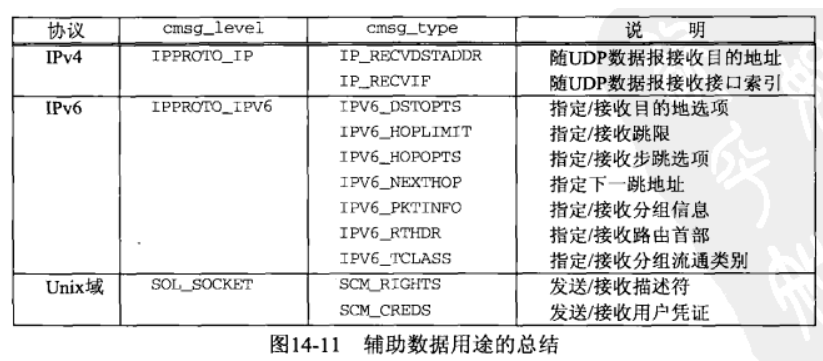 协议 cmsg_level cmsg_type 说 明
IPv4 IPPROTO_IP IP_RECVDSTADDR 随UDP数据报接收目的地址
IP_RECVIF 随UDP数据报接收接口索引
IPv6 IPPROTO_IPV6 IPV6_DSTOPTS 指定/接收目的地选项
IPV6_HOPLIMIT 指定/接收跳限
IPV6_HOPOPTS 指定/接收步跳选项
IPV6_NEXTHOP 指定下一跳地址
IPV6_PKTINFO 指定/接收分组信息
IPV6_RTHDR 指定/接收路由首部
IPV6_TCLASS 指定/接收分组流通类别
Unix域 SOL_SOCKET SCM_RIGHTS 发送/接收描述符
SCM_CREDS 发送/接收用户凭证
图14-11 辅助数据用途的总结